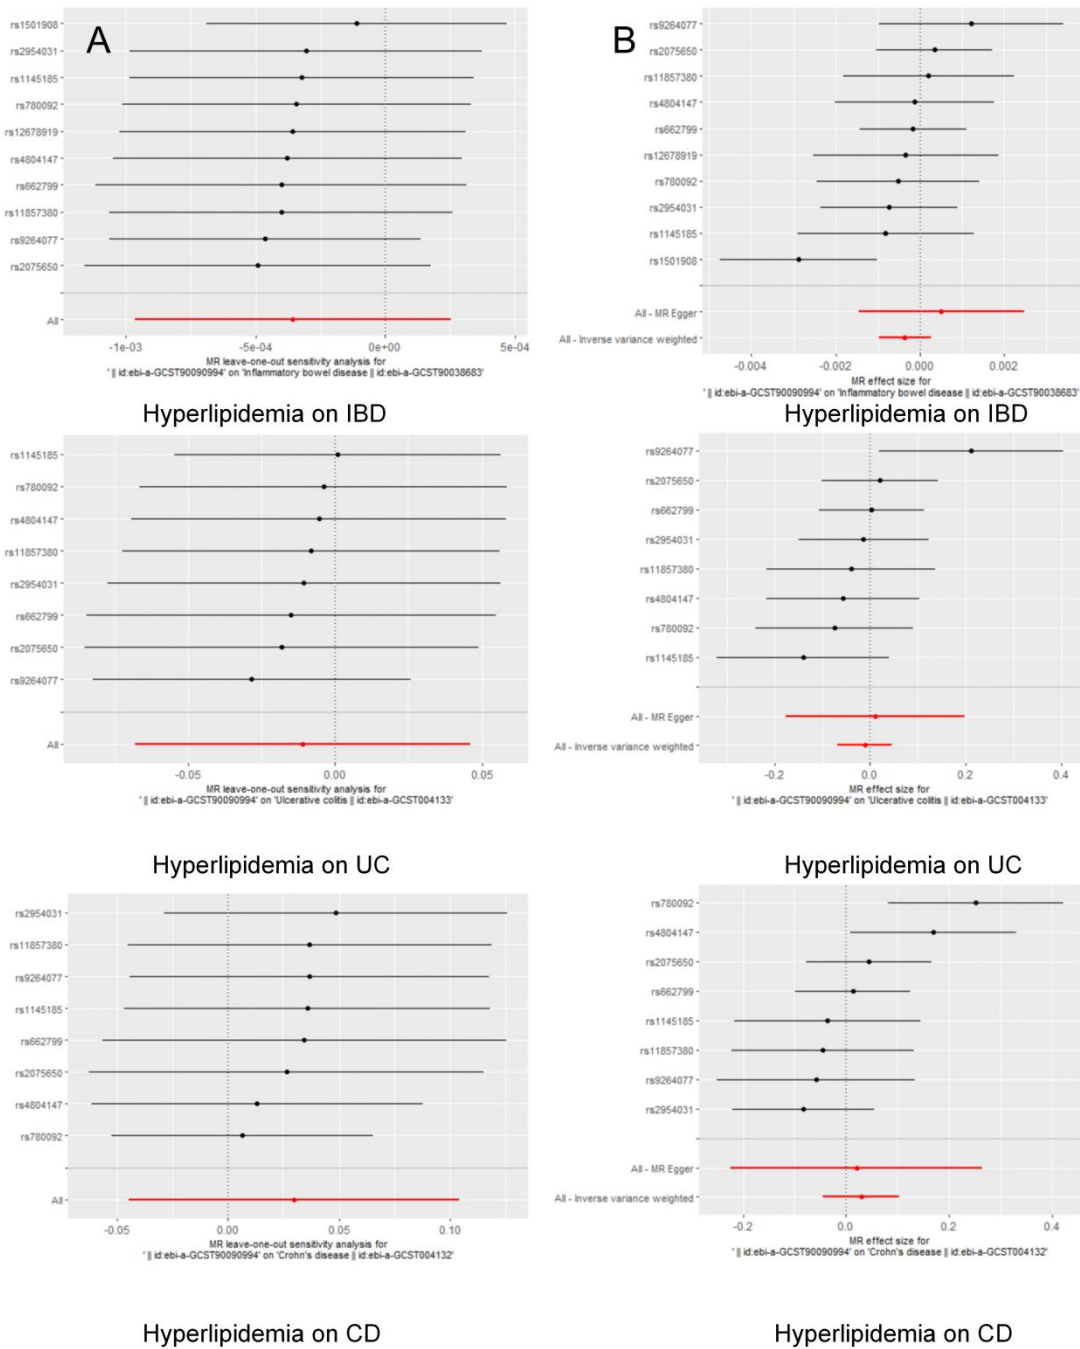 A
rs1501908
rs2954031
rs1145185
rs780092
rs12678919
rs4804147
rs662799
rs11857380
rs9264077
rs2075650
All
-1e-03 -5e-04 0e+00 5e-04
MR leave-one-out sensitivity analysis for
' || id:ebi-a-GCST90090994' on 'Inflammatory bowel disease || id:ebi-a-GCST90038683'
Hyperlipidemia on IBD
B
rs9264077
rs2075650
rs11857380
rs4804147
rs662799
rs12678919
rs780092
rs2954031
rs1145185
rs1501908
All - MR Egger
All - Inverse variance weighted
-0.004 -0.002 0.000 0.002
MR effect size for
' || id:ebi-a-GCST90090994' on 'Inflammatory bowel disease || id:ebi-a-GCST90038683'
Hyperlipidemia on IBD
rs1145185
rs780092
rs4804147
rs11857380
rs2954031
rs662799
rs2075650
rs9264077
All
-0.05 0.00 0.05
MR leave-one-out sensitivity analysis for
' || id:ebi-a-GCST90090994' on 'Ulcerative colitis || id:ebi-a-GCST004133'
Hyperlipidemia on UC
rs9264077
rs2075650
rs662799
rs2954031
rs11857380
rs4804147
rs780092
rs1145185
All - MR Egger
All - Inverse variance weighted
-0.2 0.0 0.2 0.4
MR effect size for
' || id:ebi-a-GCST90090994' on 'Ulcerative colitis || id:ebi-a-GCST004133'
Hyperlipidemia on UC
rs2954031
rs11857380
rs9264077
rs1145185
rs662799
rs2075650
rs4804147
rs780092
All
-0.05 0.00 0.05 0.10
MR leave-one-out sensitivity analysis for
' || id:ebi-a-GCST90090994' on 'Crohn's disease || id:ebi-a-GCST004132'
Hyperlipidemia on CD
rs780092
rs4804147
rs2075650
rs662799
rs1145185
rs11857380
rs9264077
rs2954031
All - MR Egger
All - Inverse variance weighted
-0.2 0.0 0.2 0.4
MR effect size for
' || id:ebi-a-GCST90090994' on 'Crohn's disease || id:ebi-a-GCST004132'
Hyperlipidemia on CD